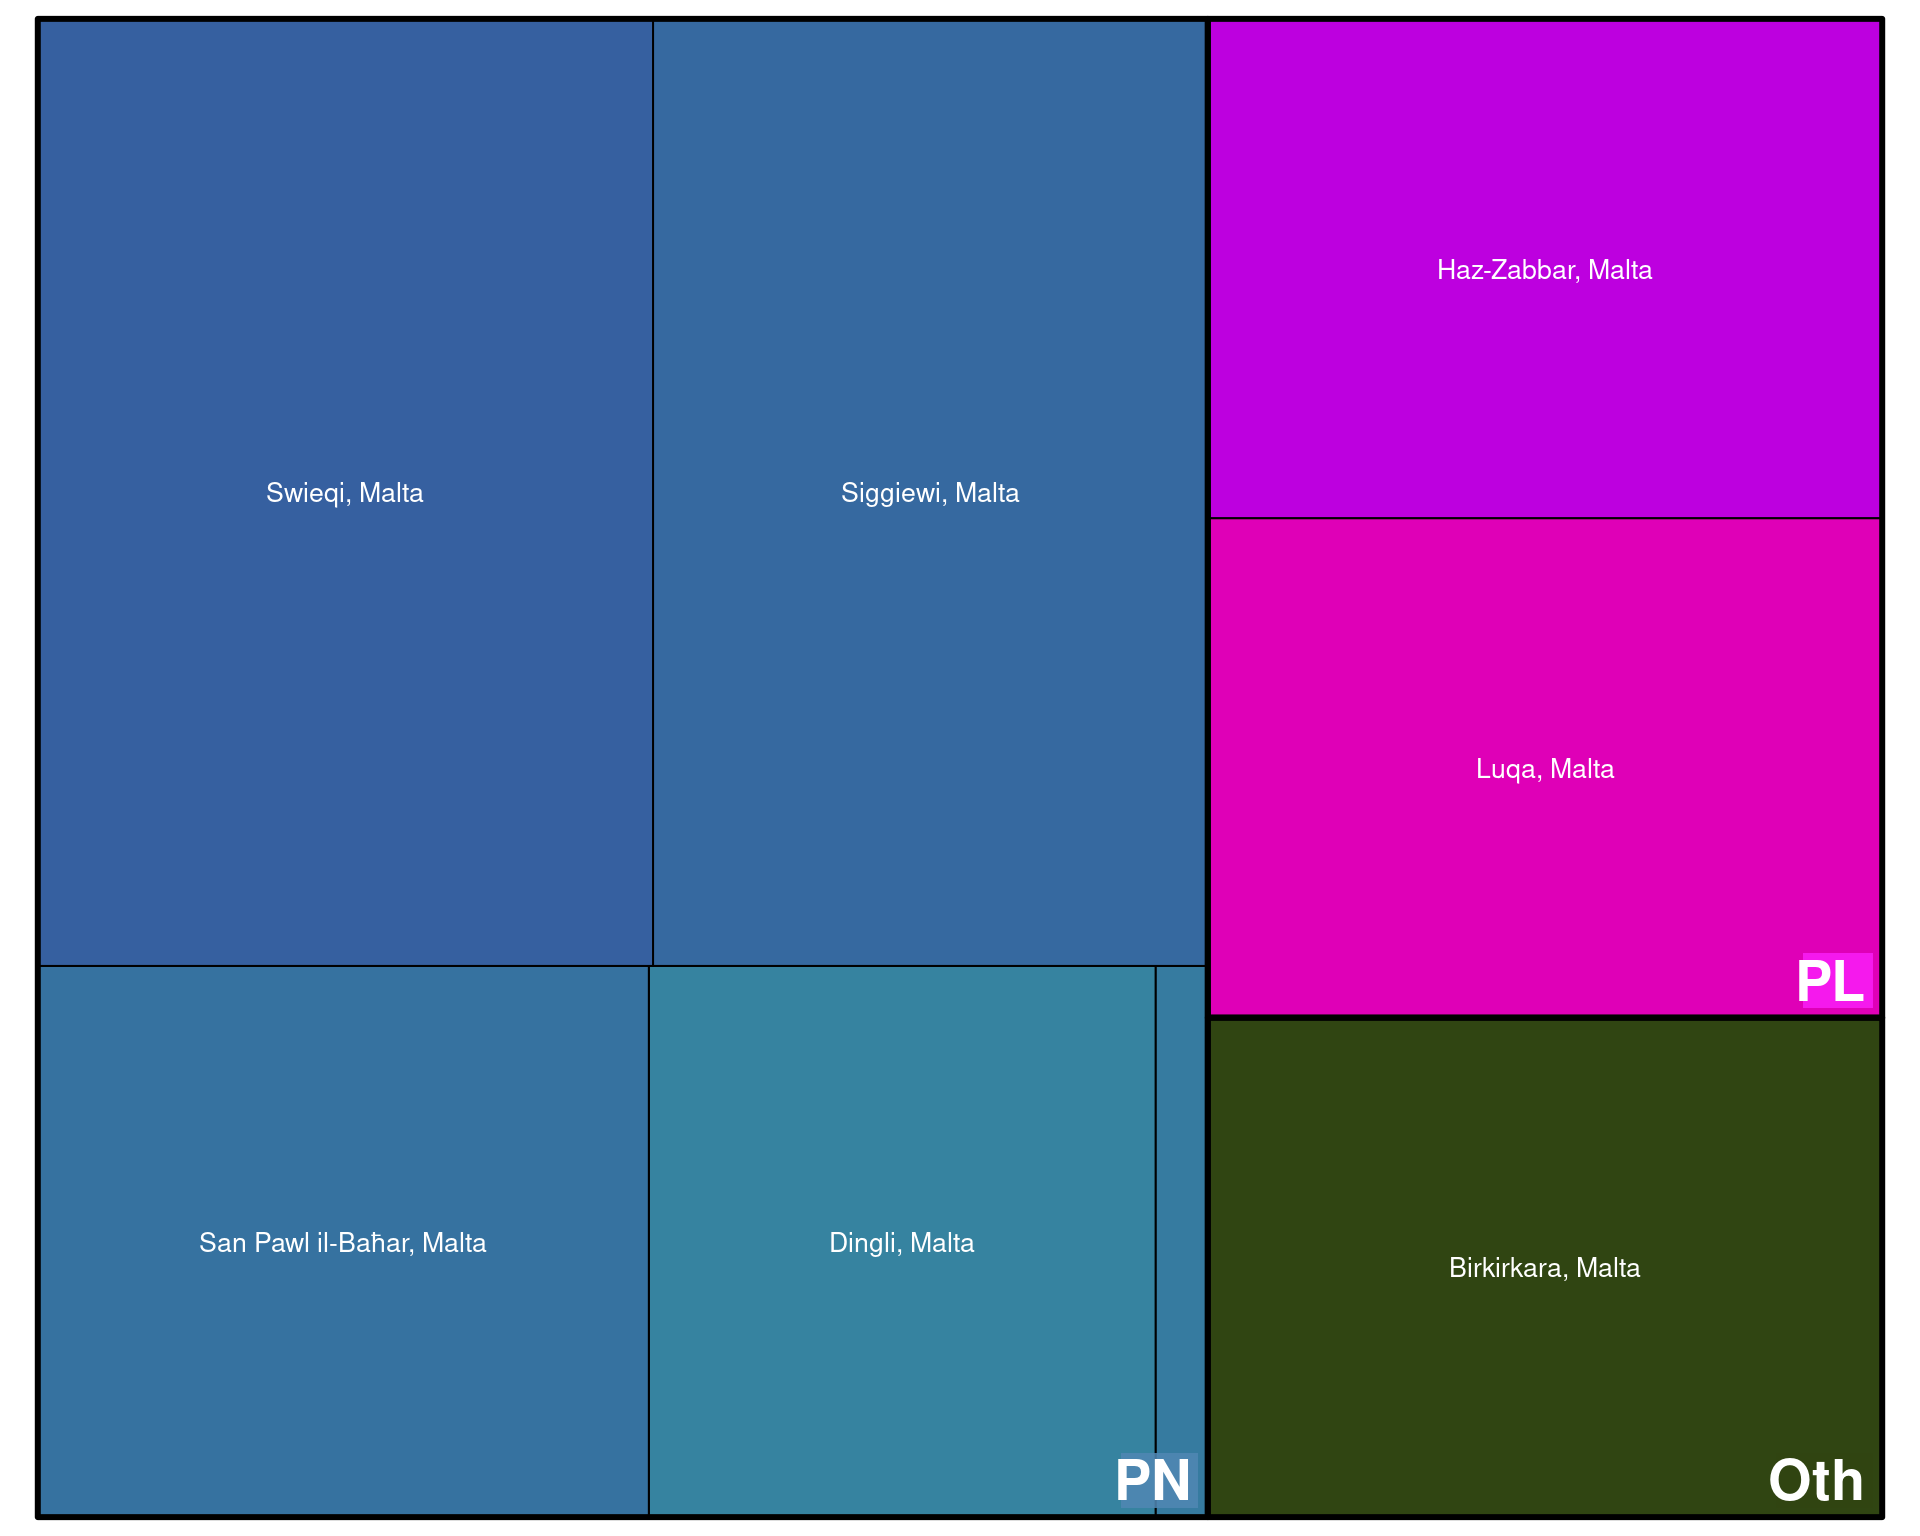 Swieqi, Malta
Siggiewi, Malta
San Pawl il-Baħar, Malta
Dingli, Malta
PN
Haz-Zabbar, Malta
Luqa, Malta
PL
Birkirkara, Malta
Oth